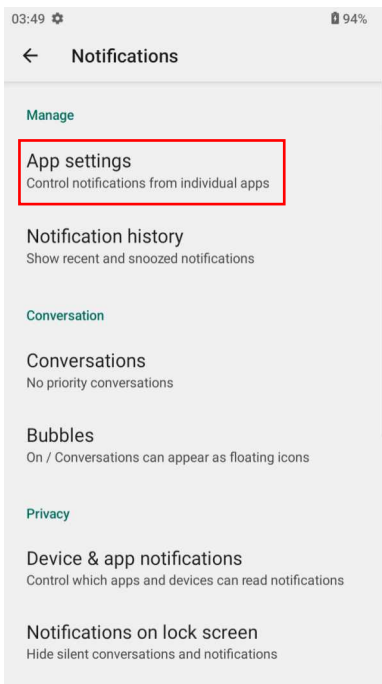 03:49 94%
Notifications
Manage
App settings
Control notifications from individual apps
Notification history
Show recent and snoozed notifications
Conversation
Conversations
No priority conversations
Bubbles
On / Conversations can appear as floating icons
Privacy
Device & app notifications
Control which apps and devices can read notifications
Notifications on lock screen
Hide silent conversations and notifications